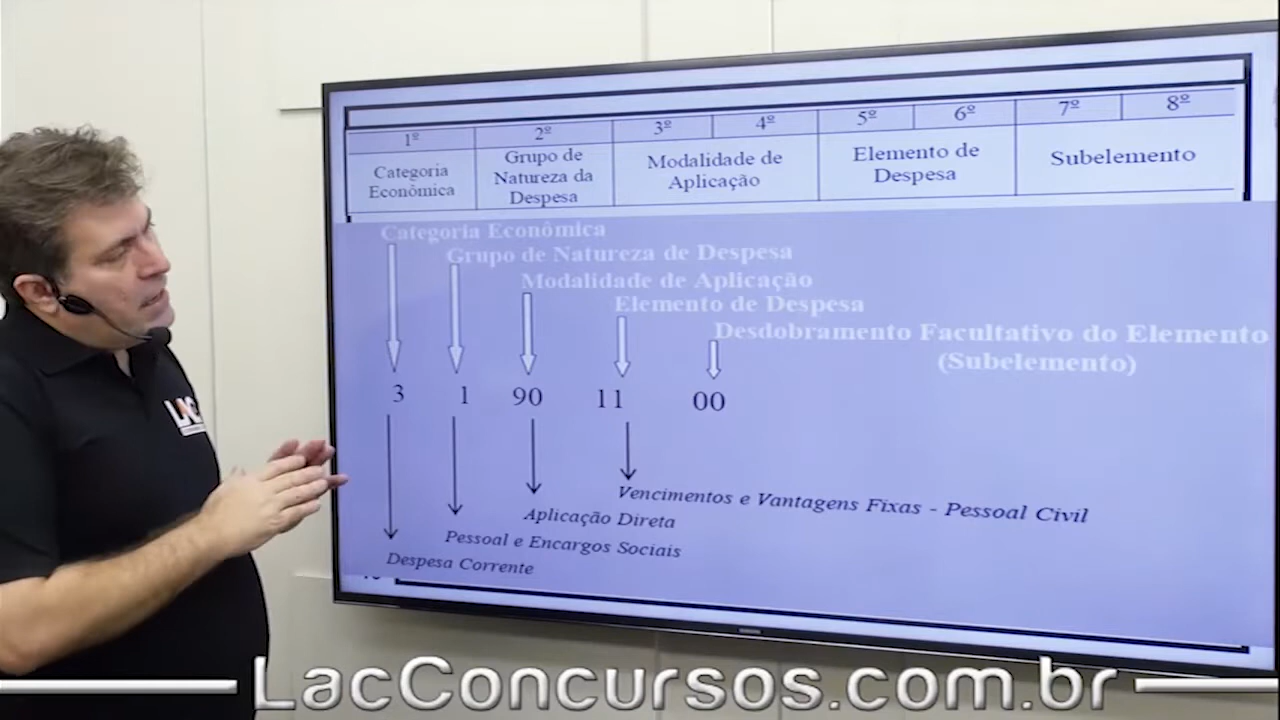 1º 2º 3º 4º 5º 6º 7º 8º
Categoria
Econômica
Grupo de
Natureza da
Despesa
Modalidade de
Aplicação
Elemento de
Despesa
Subelemento
Categoria Econômica
Grupo de Natureza de Despesa
Modalidade de Aplicação
Elemento de Despesa
Desdobramento Facultativo do Elemento
(Subelemento)
3 1 90 11 00
Vencimentos e Vantagens Fixas - Pessoal Civil
Aplicação Direta
Pessoal e Encargos Sociais
Despesa Corrente
LAC
SAMSUNG
LacConcursos.com.br